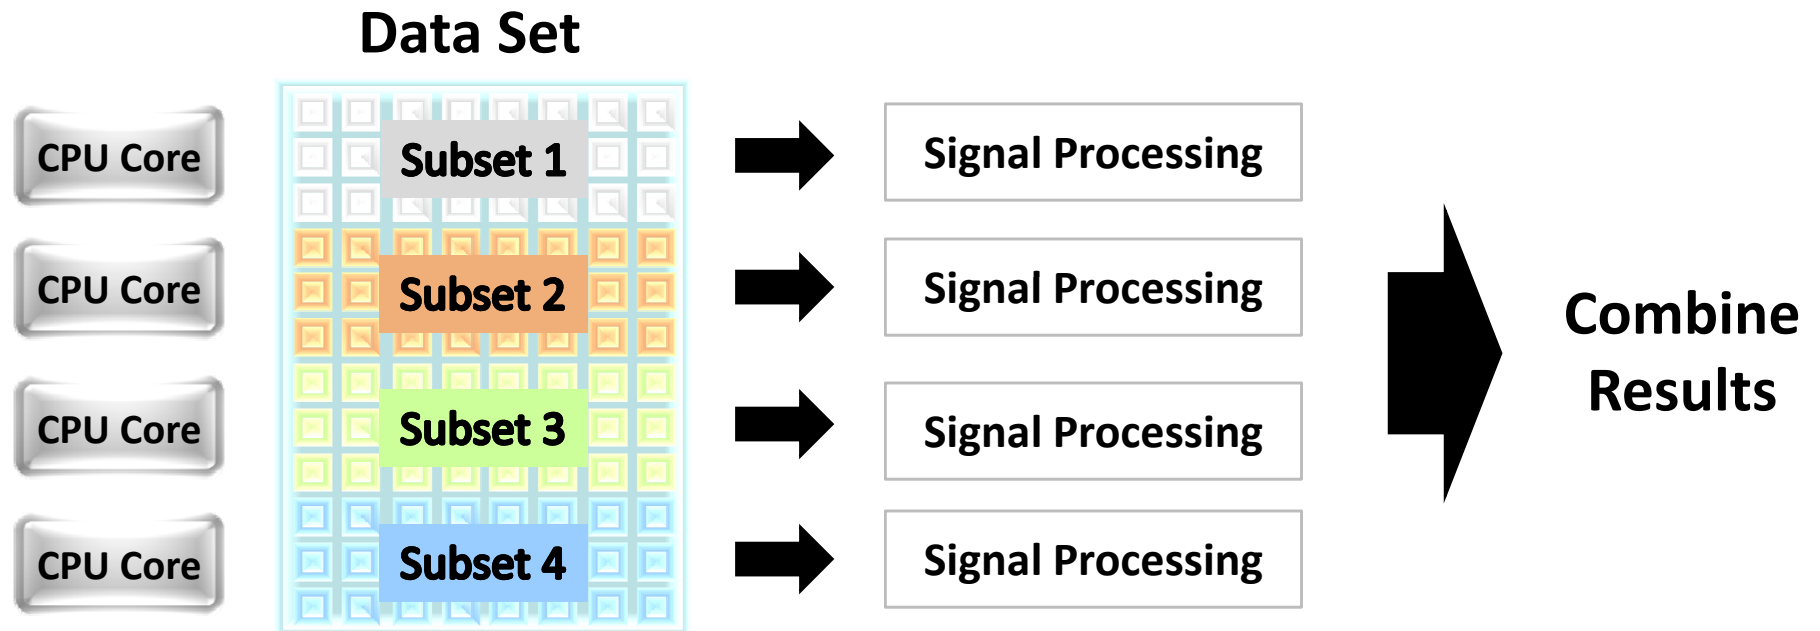 Data Set
CPU Core
Subset 1
Signal Processing
CPU Core
Subset 2
Signal Processing
CPU Core
Subset 3
Signal Processing
CPU Core
Subset 4
Signal Processing
Combine
Results